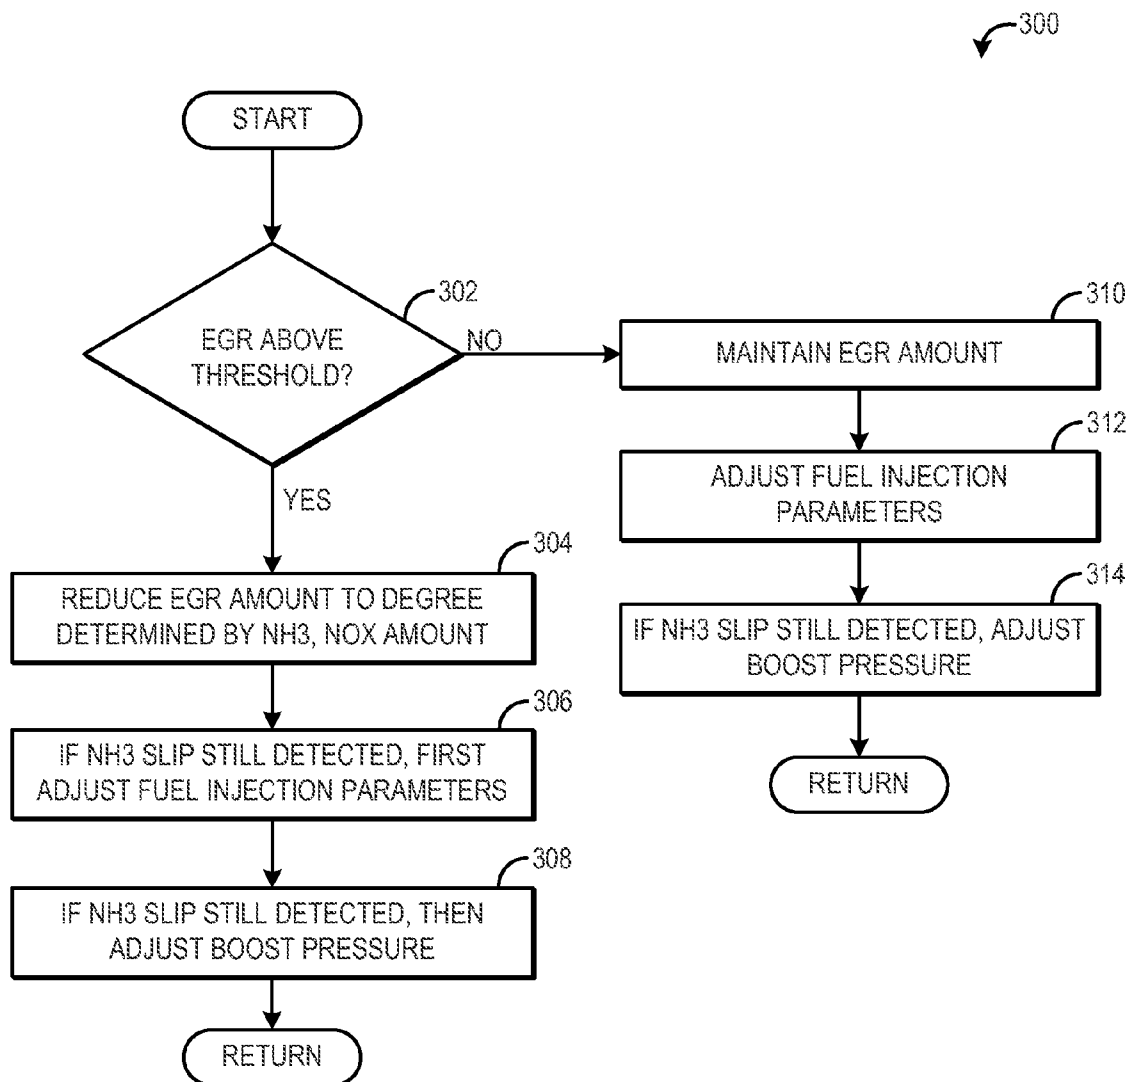 300
START
302
EGR ABOVE
THRESHOLD?
NO
YES
304
REDUCE EGR AMOUNT TO DEGREE
DETERMINED BY NH3, NOX AMOUNT
306
IF NH3 SLIP STILL DETECTED, FIRST
ADJUST FUEL INJECTION PARAMETERS
308
IF NH3 SLIP STILL DETECTED, THEN
ADJUST BOOST PRESSURE
RETURN
310
MAINTAIN EGR AMOUNT
312
ADJUST FUEL INJECTION
PARAMETERS
314
IF NH3 SLIP STILL DETECTED, ADJUST
BOOST PRESSURE
RETURN